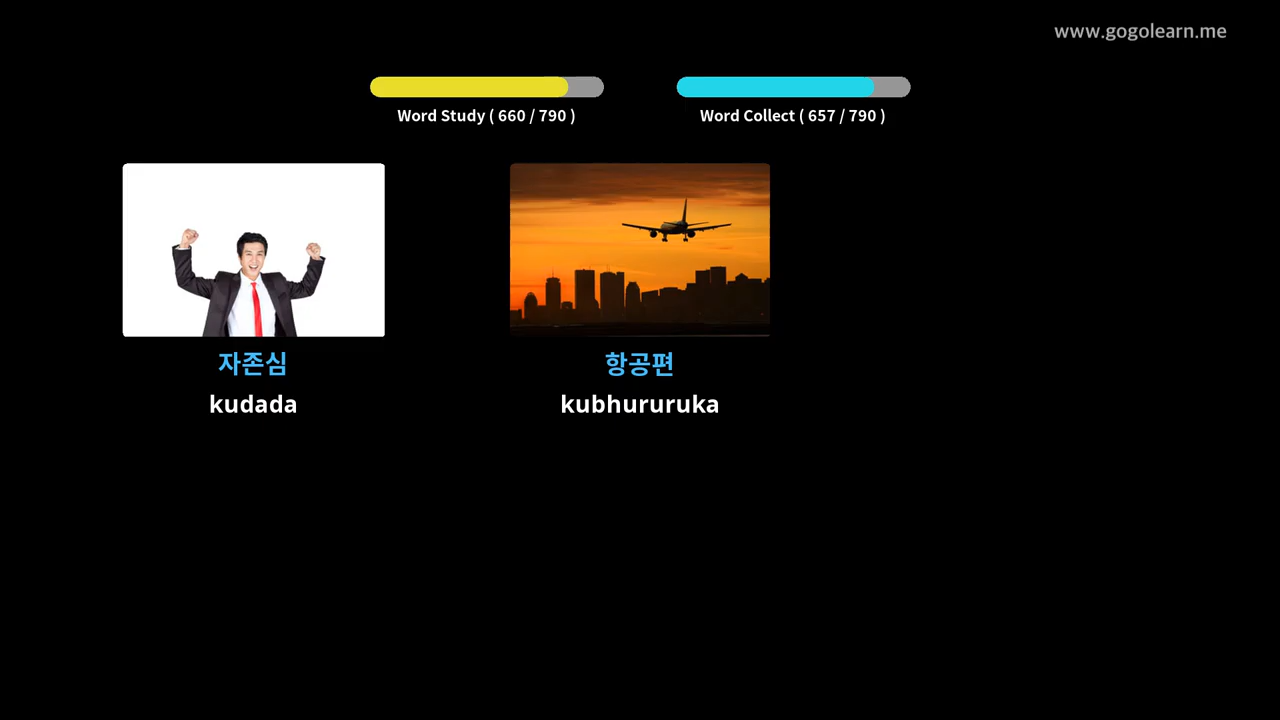 www.gogolearn.me
Word Study ( 660 / 790 )
Word Collect ( 657 / 790 )
자존심
kudada
항공편
kubhururuka